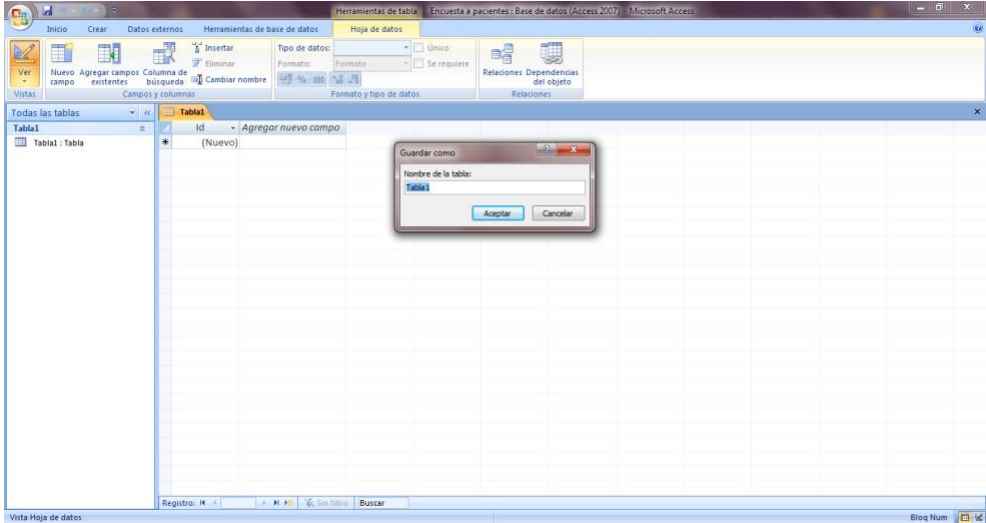 Herramientas de tabla Encuesta a pacientes : Base de datos (Access 2007) - Microsoft Access
Inicio Crear Datos externos Herramientas de base de datos Hoja de datos
Ver
Nuevo campo
Agregar campos existentes
Columna de búsqueda
Insertar
Eliminar
Cambiar nombre
Tipo de datos:
Único
Formato: Formato
Se requiere
% 000
Relaciones
Dependencias del objeto
Vistas Campos y columnas Formato y tipo de datos Relaciones
Todas las tablas
Tabla1
Tabla1 : Tabla
Tabla1
Id Agregar nuevo campo
(Nuevo)
Guardar como
Nombre de la tabla:
Tabla1
Aceptar Cancelar
Registro: Sin filtro Buscar
Vista Hoja de datos Bloq Num